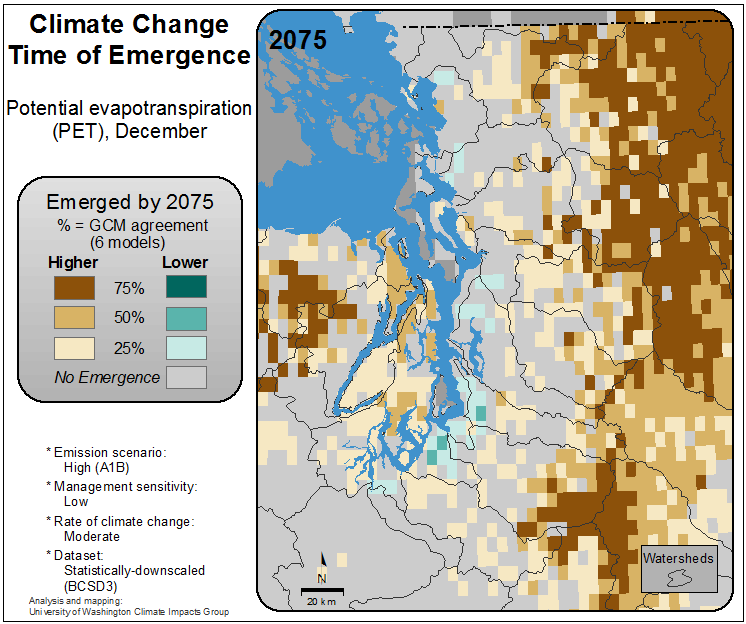 Climate Change
Time of Emergence
Potential evapotranspiration
(PET), December
Emerged by 2075
% = GCM agreement
(6 models)
Higher Lower
75%
50%
25%
No Emergence
* Emission scenario:
High (A1B)
* Management sensitivity:
Low
* Rate of climate change:
Moderate
* Dataset:
Statistically-downscaled
(BCSD3)
Analysis and mapping:
University of Washington Climate Impacts Group
2075
N
20 km
Watersheds